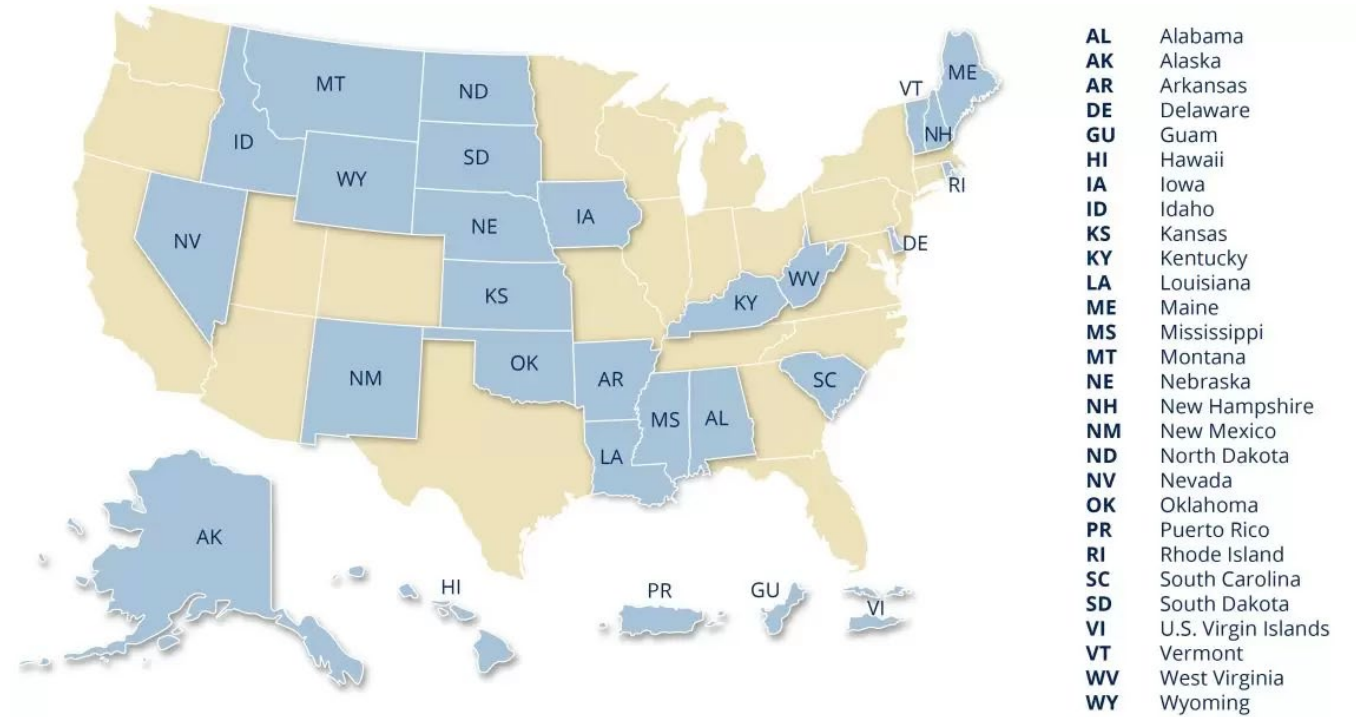 MT
ND
ME
VT
NH
ID
SD
WY
RI
IA
NE
NV
DE
WV
KS
KY
OK
NM
AR
SC
MS
AL
LA
AK
HI
PR
GU
VI
AL Alabama
AK Alaska
AR Arkansas
DE Delaware
GU Guam
HI Hawaii
IA Iowa
ID Idaho
KS Kansas
KY Kentucky
LA Louisiana
ME Maine
MS Mississippi
MT Montana
NE Nebraska
NH New Hampshire
NM New Mexico
ND North Dakota
NV Nevada
OK Oklahoma
PR Puerto Rico
RI Rhode Island
SC South Carolina
SD South Dakota
VI U.S. Virgin Islands
VT Vermont
WV West Virginia
WY Wyoming